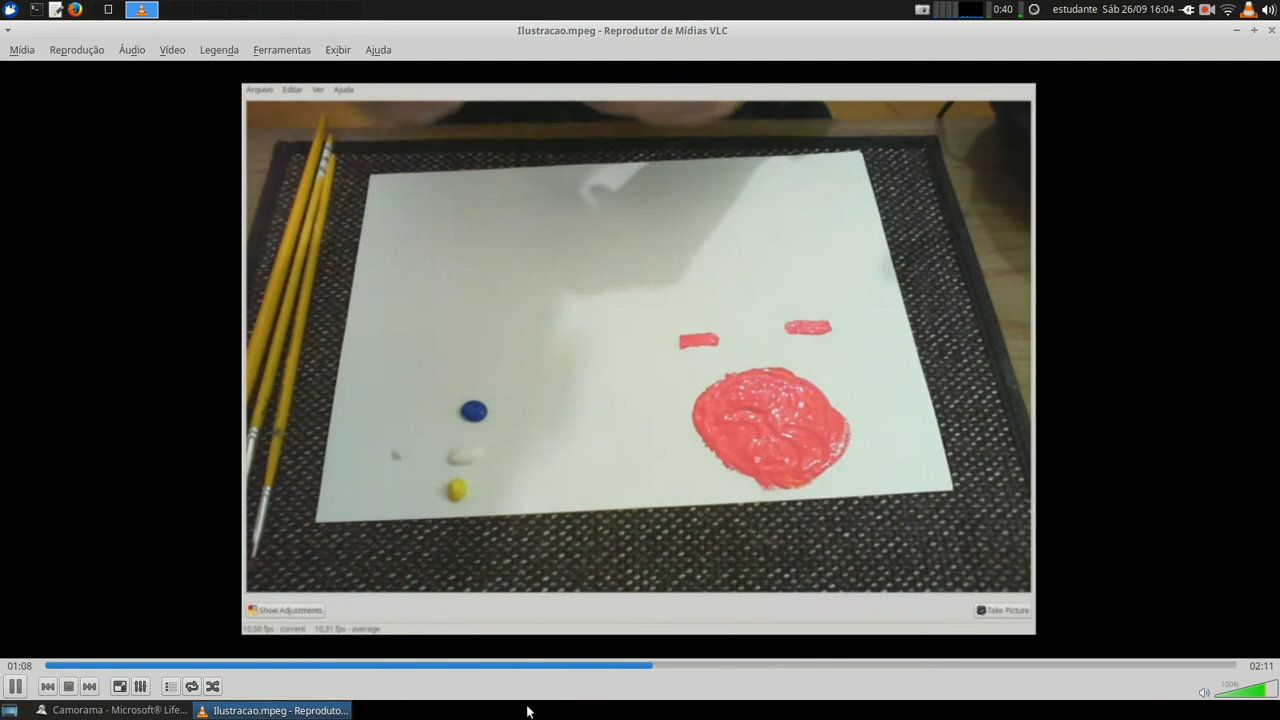 0:40 estudante Sáb 26/09 16:04
Ilustracao.mpeg - Reprodutor de Mídias VLC
Mídia Reprodução Áudio Vídeo Legenda Ferramentas Exibir Ajuda
Arquivo Editar Ver Ajuda
Show Adjustments Take Picture
10,00 fps - current 10,91 fps - average
01:08 02:11
100%
Camorama - Microsoft® Life... Ilustracao.mpeg - Reproduto...